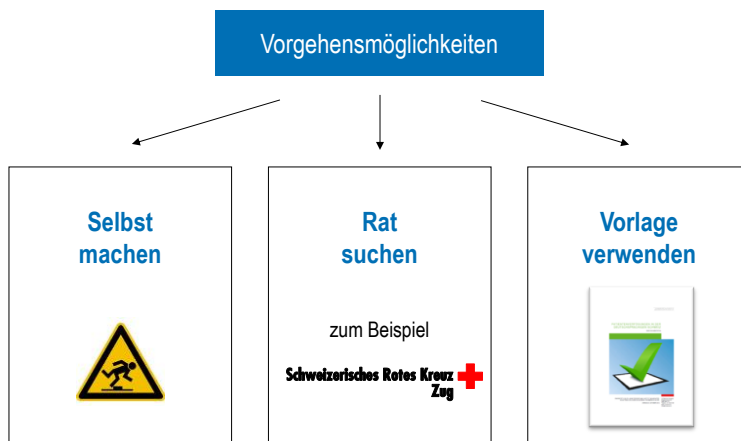 Vorgehensmöglichkeiten
Selbst
machen
Rat
suchen
zum Beispiel
Schweizerisches Rotes Kreuz
Zug
Vorlage
verwenden